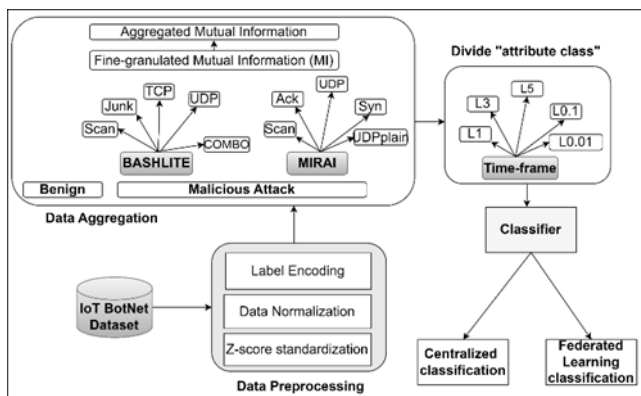 Aggregated Mutual Information
Fine-granulated Mutual Information (MI)
TCP
Junk
UDP
Scan
COMBO
BASHLITE
UDP
Ack
Syn
Scan
UDPplain
MIRAI
Benign
Malicious Attack
Data Aggregation
Divide "attribute class"
L5
L3
L0.1
L1
L0.01
Time-frame
Classifier
Centralized
classification
Federated
Learning
classification
IoT BotNet
Dataset
Label Encoding
Data Normalization
Z-score standardization
Data Preprocessing